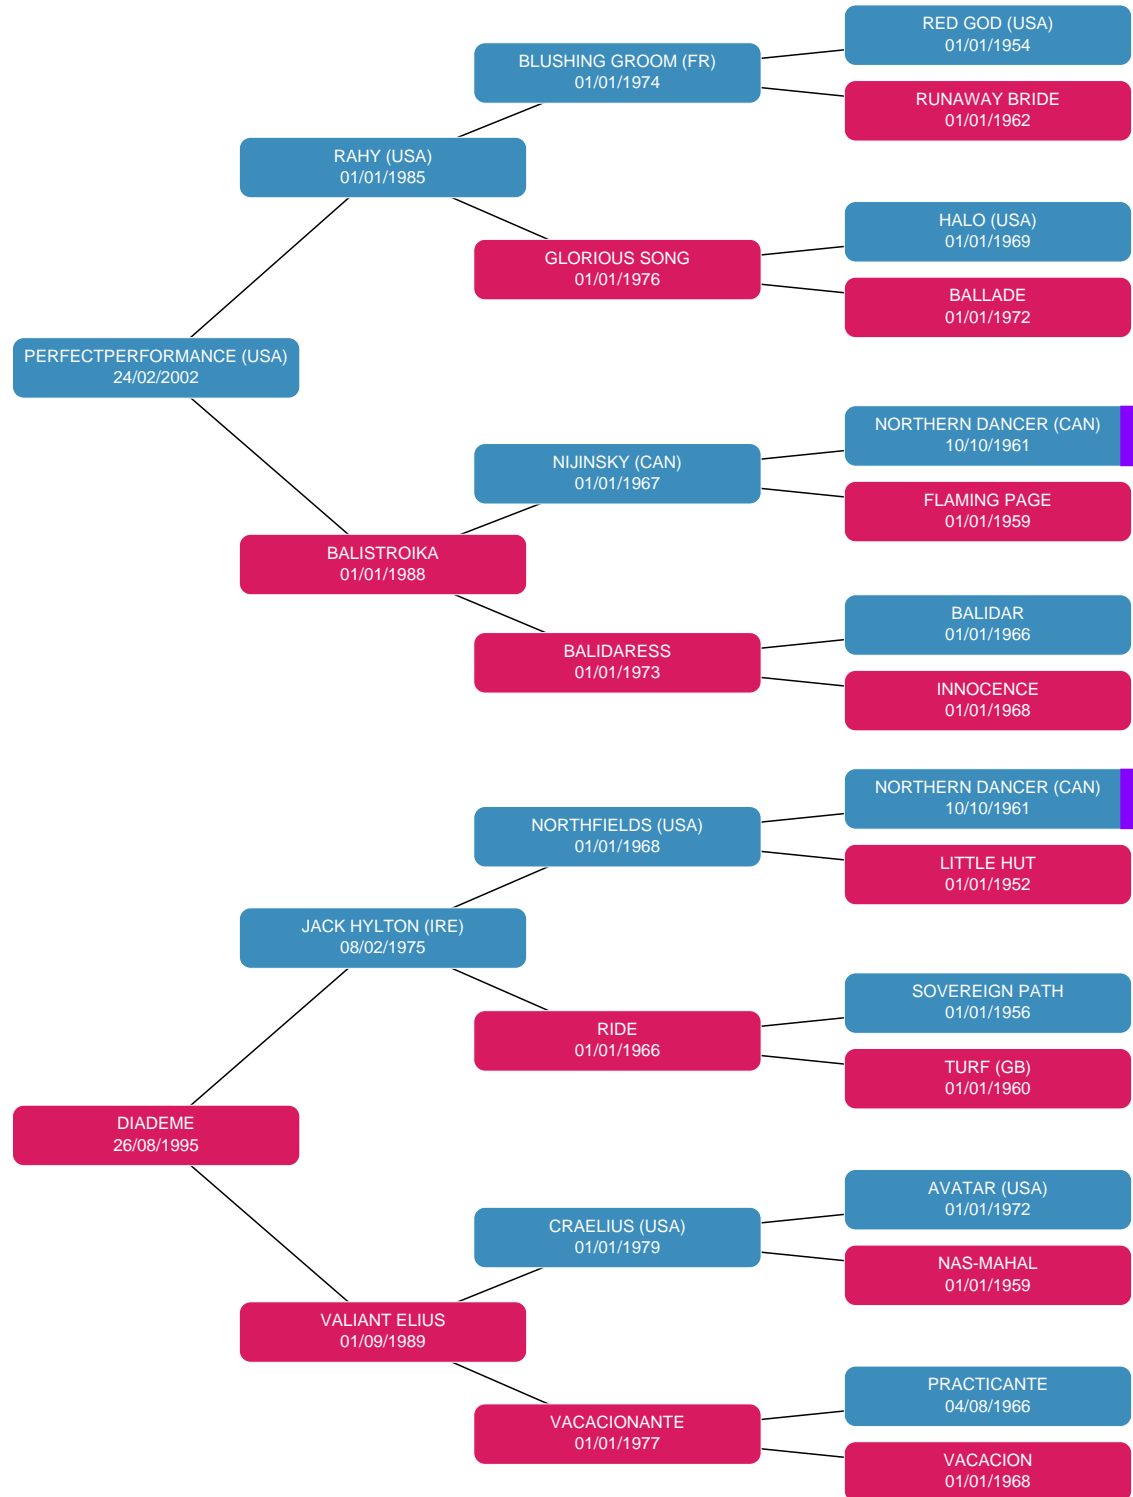 RED GOD (USA)
01/01/1954
BLUSHING GROOM (FR)
01/01/1974
RUNAWAY BRIDE
01/01/1962
RAHY (USA)
01/01/1985
HALO (USA)
01/01/1969
GLORIOUS SONG
01/01/1976
BALLADE
01/01/1972
PERFECTPERFORMANCE (USA)
24/02/2002
NORTHERN DANCER (CAN)
10/10/1961
NIJINSKY (CAN)
01/01/1967
FLAMING PAGE
01/01/1959
BALISTROIKA
01/01/1988
BALIDAR
01/01/1966
BALIDARESS
01/01/1973
INNOCENCE
01/01/1968
NORTHERN DANCER (CAN)
10/10/1961
NORTHFIELDS (USA)
01/01/1968
LITTLE HUT
01/01/1952
JACK HYLTON (IRE)
08/02/1975
SOVEREIGN PATH
01/01/1956
RIDE
01/01/1966
TURF (GB)
01/01/1960
DIADEME
26/08/1995
AVATAR (USA)
01/01/1972
CRAELIUS (USA)
01/01/1979
NAS-MAHAL
01/01/1959
VALIANT ELIUS
01/09/1989
PRACTICANTE
04/08/1966
VACACIONANTE
01/01/1977
VACACION
01/01/1968